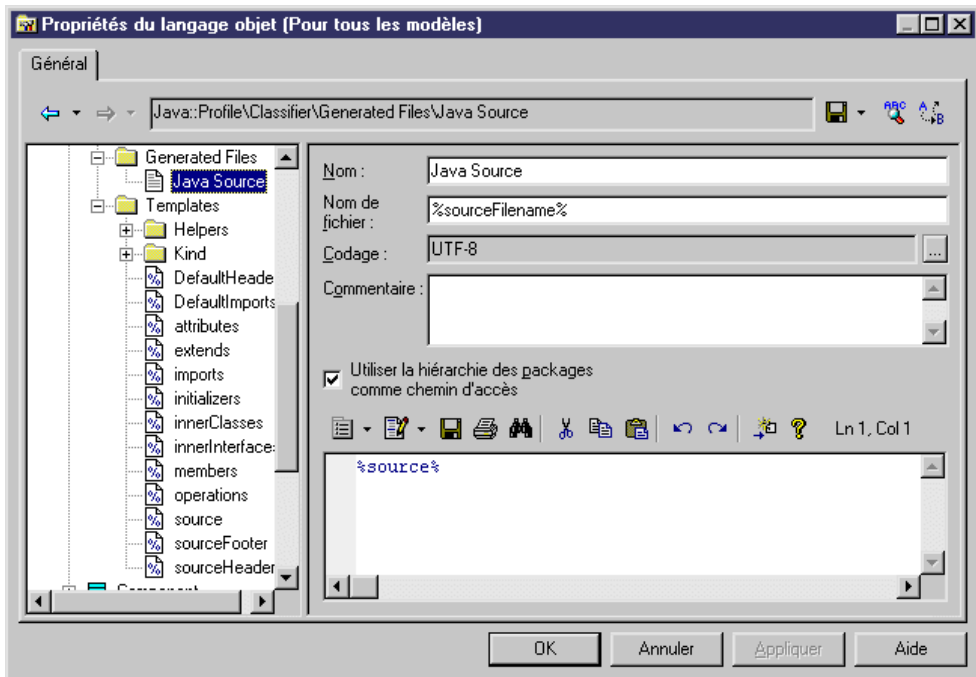 Propriétés du langage objet (Pour tous les modèles)
Général
Java::Profile\Classifier\Generated Files\Java Source
Generated Files
Java Source
Templates
Helpers
Kind
DefaultHeade
DefaultImports
attributes
extends
imports
initializers
innerClasses
innerInterface:
members
operations
source
sourceFooter
sourceHeader
Component
Nom :
Java Source
Nom de
fichier :
%sourceFilename%
Codage :
UTF-8
...
Commentaire :
Utiliser la hiérarchie des packages
comme chemin d'accès
Ln 1, Col 1
%source%
OK
Annuler
Appliquer
Aide